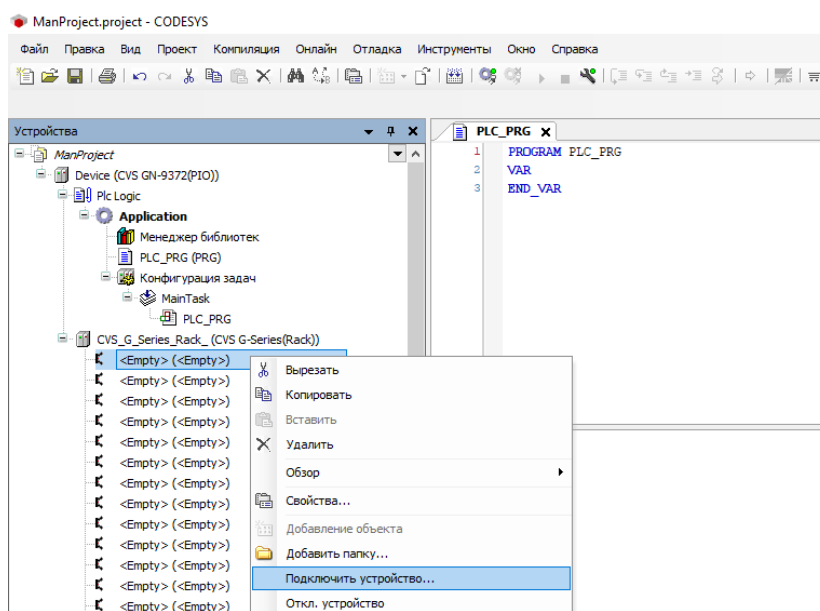 ManProject.project - CODESYS
Файл Правка Вид Проект Компиляция Онлайн Отладка Инструменты Окно Справка
Устройства
PLC_PRG
ManProject
Device (CVS GN-9372(PIO))
Plc Logic
Application
Менеджер библиотек
PLC_PRG (PRG)
Конфигурация задач
MainTask
PLC_PRG
CVS_G_Series_Rack_ (CVS G-Series(Rack))
<Empty> (<Empty>)
<Empty> (<Empty>)
<Empty> (<Empty>)
<Empty> (<Empty>)
<Empty> (<Empty>)
<Empty> (<Empty>)
<Empty> (<Empty>)
<Empty> (<Empty>)
<Empty> (<Empty>)
<Empty> (<Empty>)
<Empty> (<Empty>)
<Empty> (<Empty>)
<Empty> (<Empty>)
1 PROGRAM PLC_PRG
2 VAR
3 END_VAR
Вырезать
Копировать
Вставить
Удалить
Обзор
Свойства...
Добавление объекта
Добавить папку...
Подключить устройство...
Откл. устройство